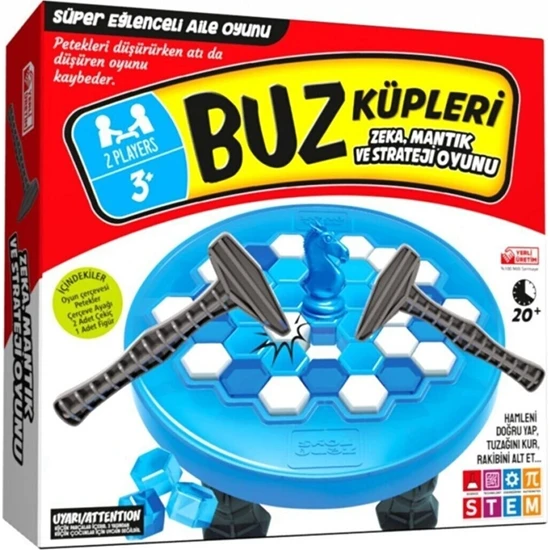 SÜPER EĞLENCELİ AİLE OYUNU
Petekleri düşürürken atı da
düşüren oyunu
kaybeder.
2 PLAYERS
3+
BUZ
KÜPLERİ
ZEKA, MANTIK
VE STRATEJİ OYUNU
İÇİNDEKİLER
Oyun çerçevesi
Petekler
Çerçeve Ayağı
2 Adet Çekiç
1 Adet Figür
YERLİ
ÜRETİM
20+
HAMLENİ
DOĞRU YAP,
TUZAĞINI KUR,
RAKİBİNİ ALT ET...
STEM
UYARI/ATTENTION
ZEKA, MANTIK
VE STRATEJİ OYUNU